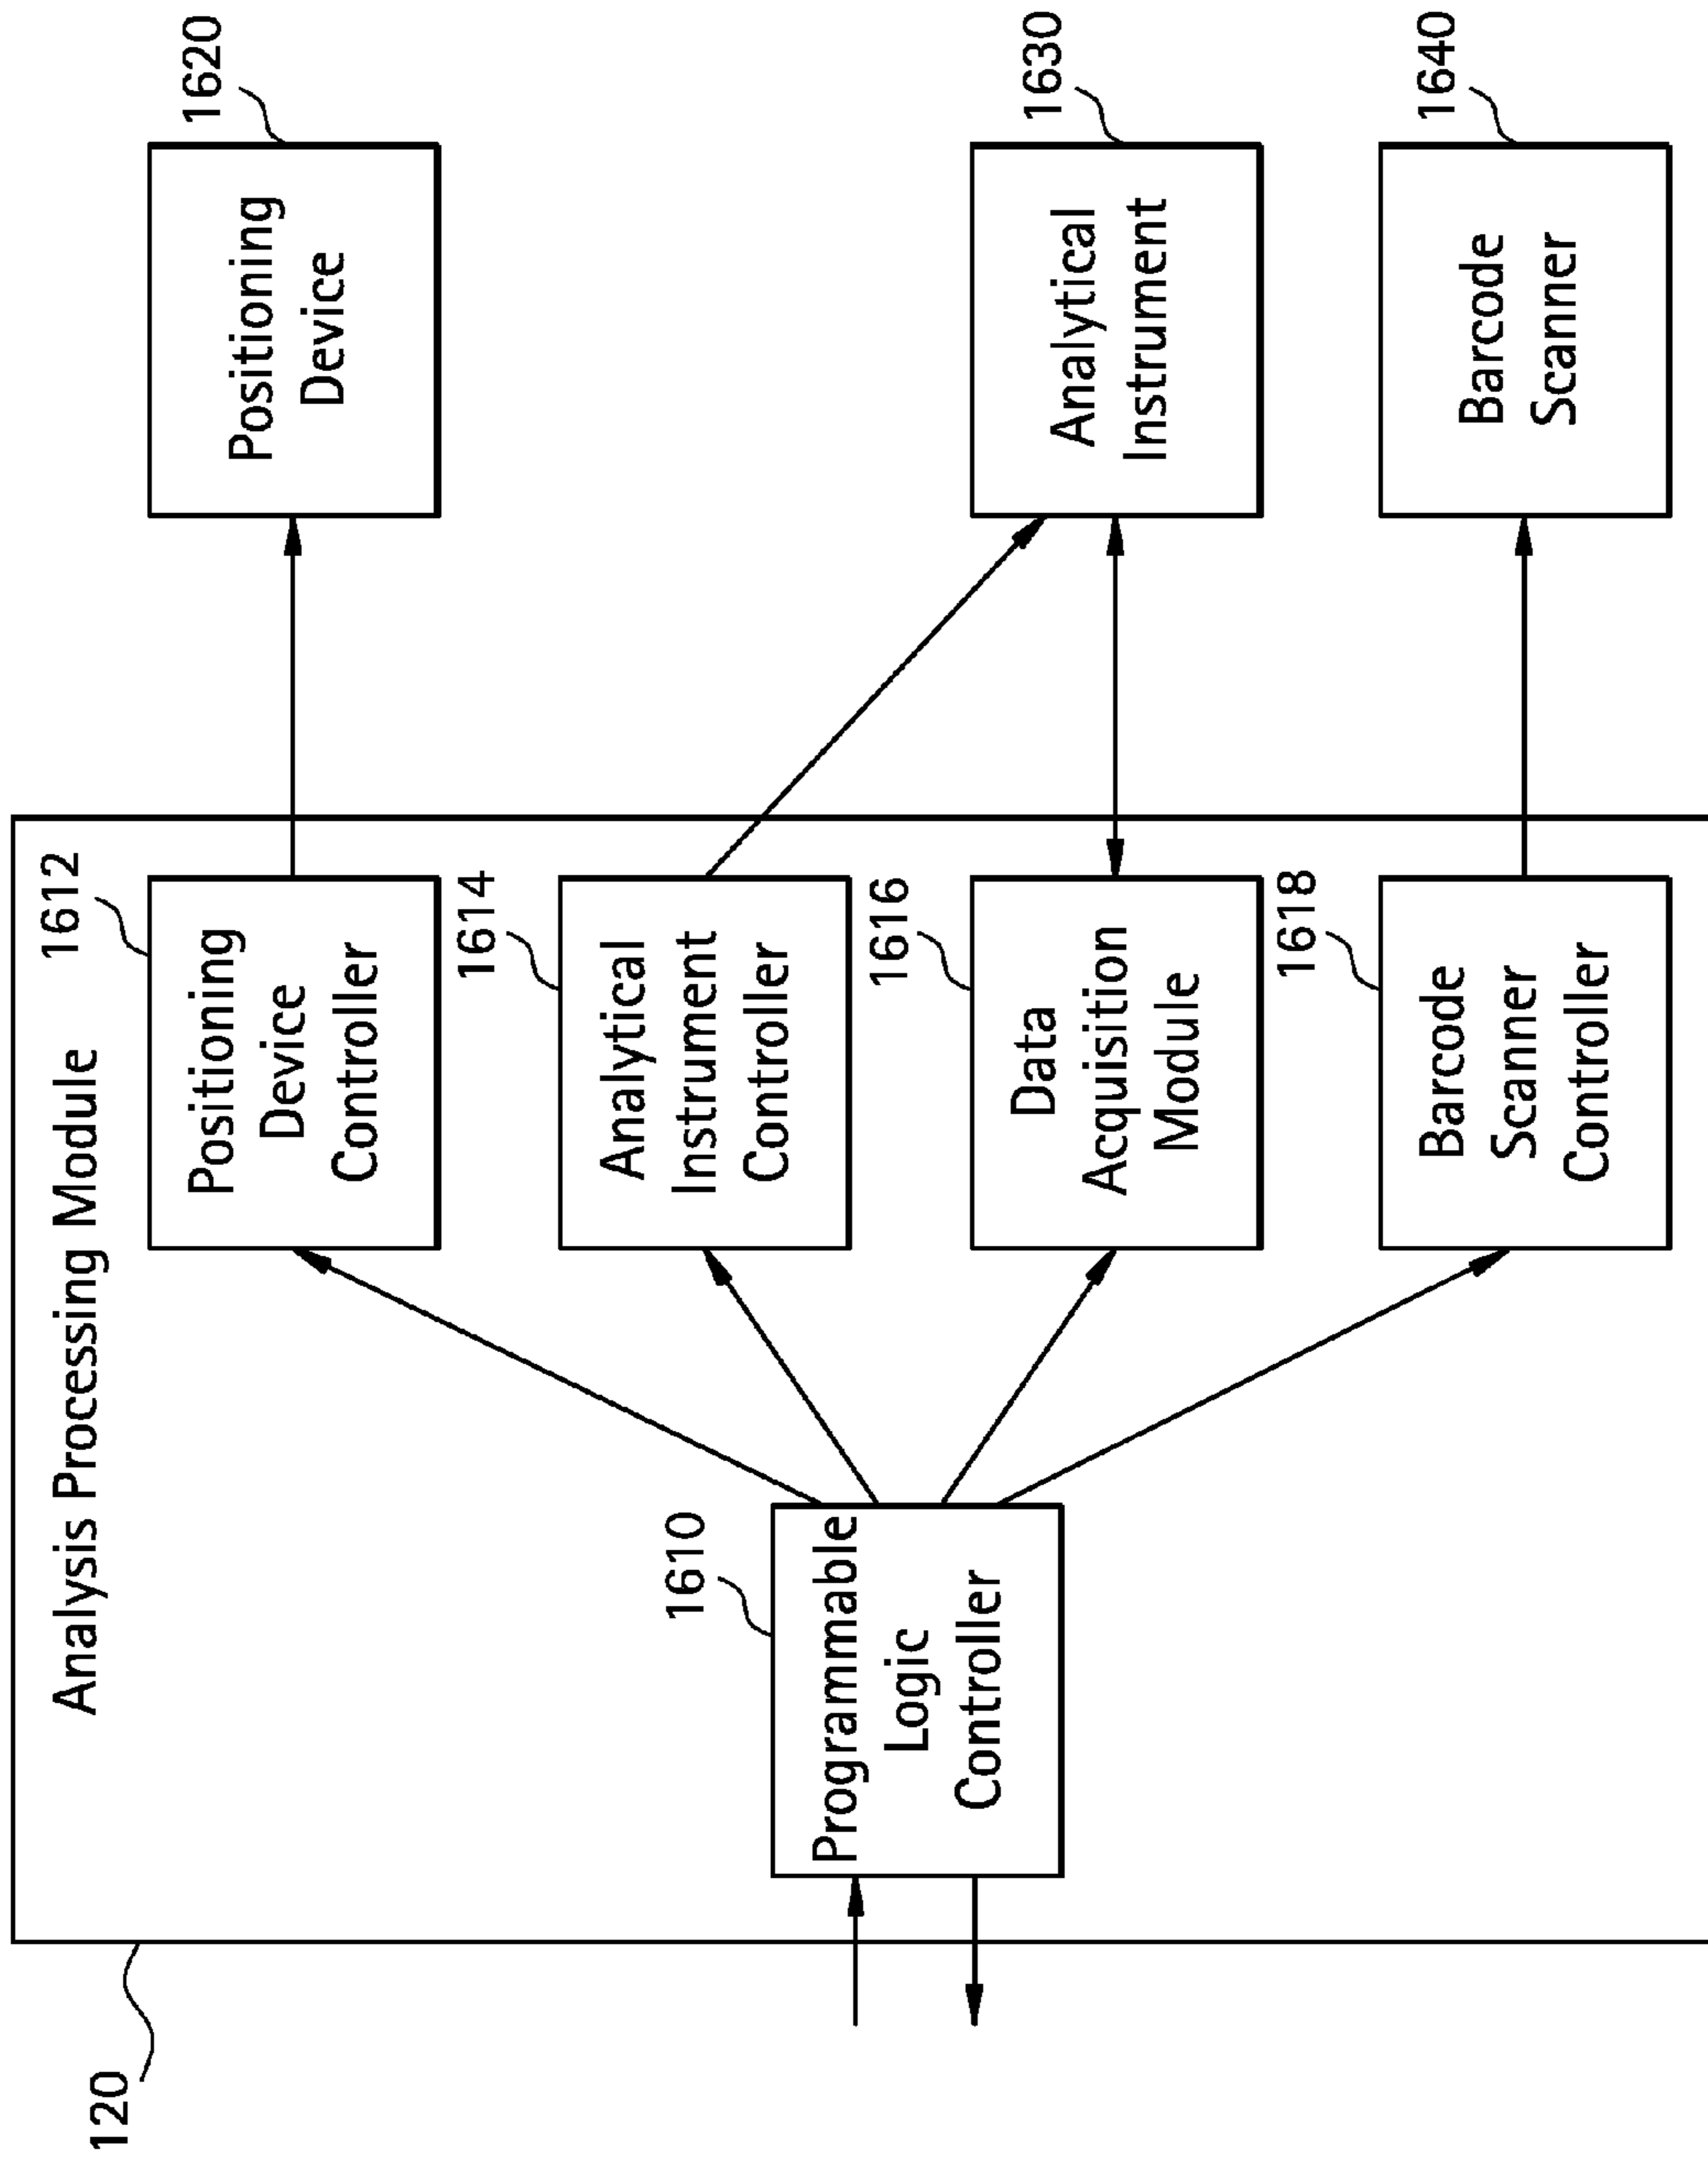 120
Analysis Processing Module
1610
Programmable
Logic
Controller
1612
Positioning
Device
Controller
1614
Analytical
Instrument
Controller
1616
Data
Acquisition
Module
1618
Barcode
Scanner
Controller
1620
Positioning
Device
1630
Analytical
Instrument
1640
Barcode
Scanner